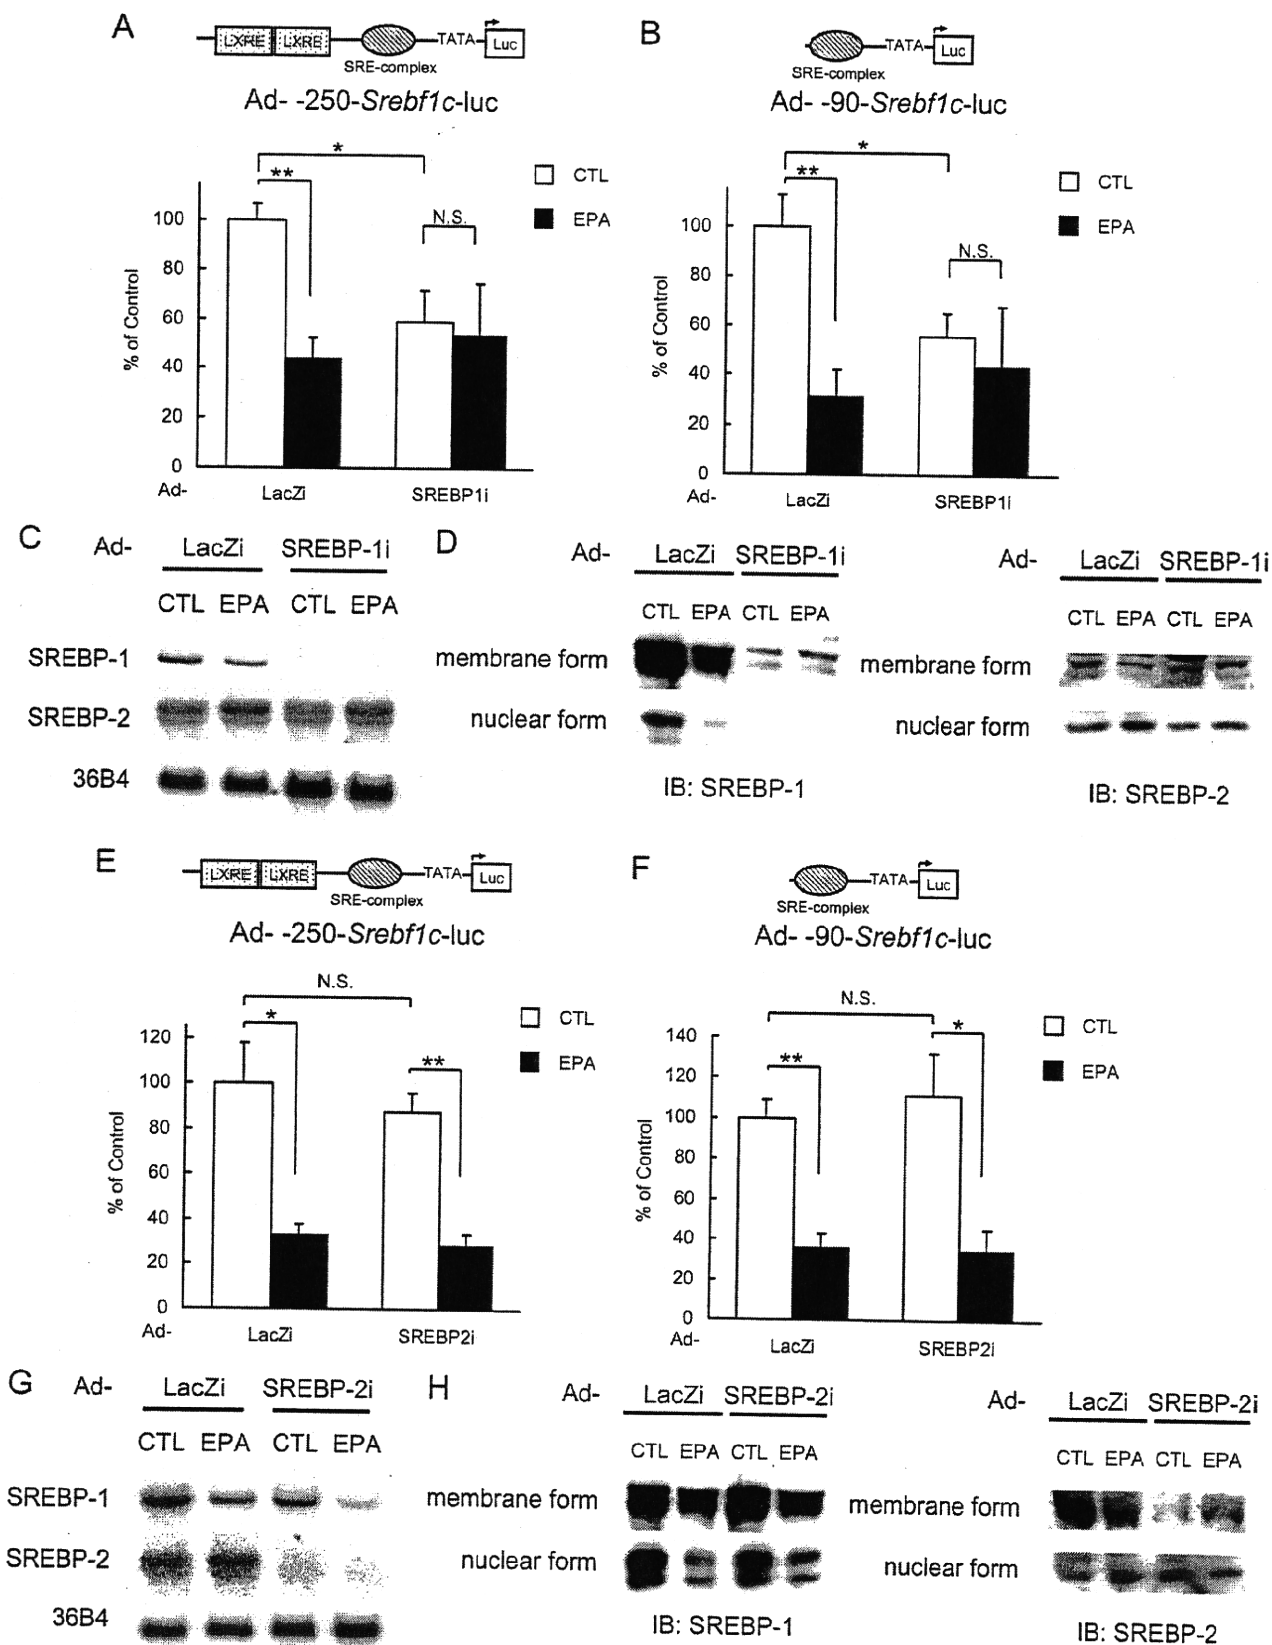 A
LXRE LXRE TATA Luc
SRE-complex
Ad- -250-Srebf1c-luc
*
**
N.S.
CTL
EPA
% of Control
100
80
60
40
20
0
Ad- LacZi SREBP1i
B
TATA Luc
SRE-complex
Ad- -90-Srebf1c-luc
*
**
N.S.
CTL
EPA
% of Control
100
80
60
40
20
0
Ad- LacZi SREBP1i
C
Ad- LacZi SREBP-1i
CTL EPA CTL EPA
SREBP-1
SREBP-2
36B4
D
Ad- LacZi SREBP-1i
CTL EPA CTL EPA
membrane form
nuclear form
IB: SREBP-1
Ad- LacZi SREBP-1i
CTL EPA CTL EPA
membrane form
nuclear form
IB: SREBP-2
E
LXRE LXRE TATA Luc
SRE-complex
Ad- -250-Srebf1c-luc
N.S.
*
**
CTL
EPA
% of Control
120
100
80
60
40
20
0
Ad- LacZi SREBP2i
F
TATA Luc
SRE-complex
Ad- -90-Srebf1c-luc
N.S.
**
*
CTL
EPA
% of Control
140
120
100
80
60
40
20
0
Ad- LacZi SREBP2i
G
Ad- LacZi SREBP-2i
CTL EPA CTL EPA
SREBP-1
SREBP-2
36B4
H
Ad- LacZi SREBP-2i
CTL EPA CTL EPA
membrane form
nuclear form
IB: SREBP-1
Ad- LacZi SREBP-2i
CTL EPA CTL EPA
membrane form
nuclear form
IB: SREBP-2